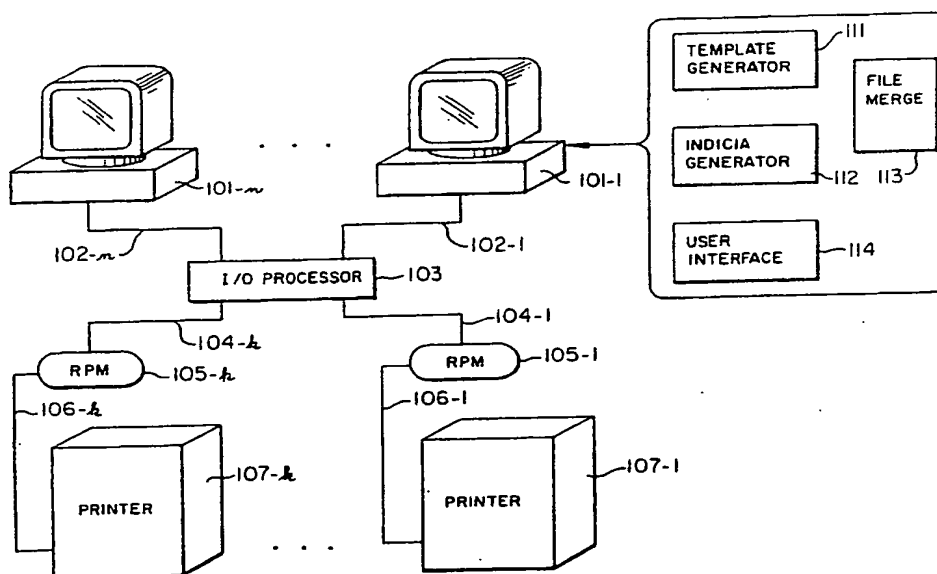 111
TEMPLATE
GENERATOR
FILE
MERGE
INDICIA
GENERATOR
112
113
USER
INTERFACE
114
101-n
101-1
102-n
102-1
I/O PROCESSOR
103
104-k
104-1
RPM
105-k
RPM
105-1
106-k
106-1
PRINTER
107-k
PRINTER
107-1